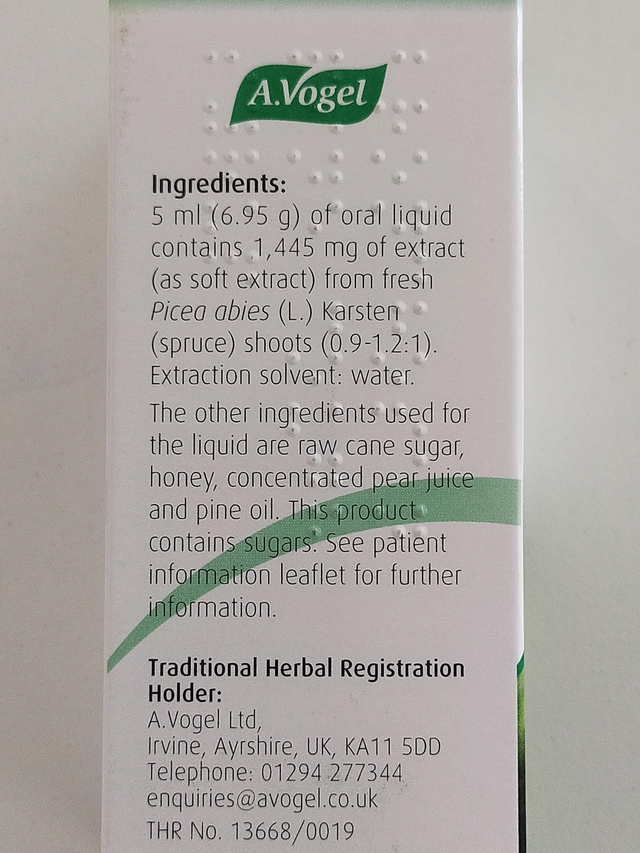 A.Vogel
Ingredients:
5 ml (6.95 g) of oral liquid
contains 1,445 mg of extract
(as soft extract) from fresh
Picea abies (L.) Karsten
(spruce) shoots (0.9-1.2:1).
Extraction solvent: water.
The other ingredients used for
the liquid are raw cane sugar,
honey, concentrated pear juice
and pine oil. This product
contains sugars. See patient
information leaflet for further
information.
Traditional Herbal Registration
Holder:
A.Vogel Ltd,
Irvine, Ayrshire, UK, KA11 5DD
Telephone: 01294 277344
enquiries@avogel.co.uk
THR No. 13668/0019